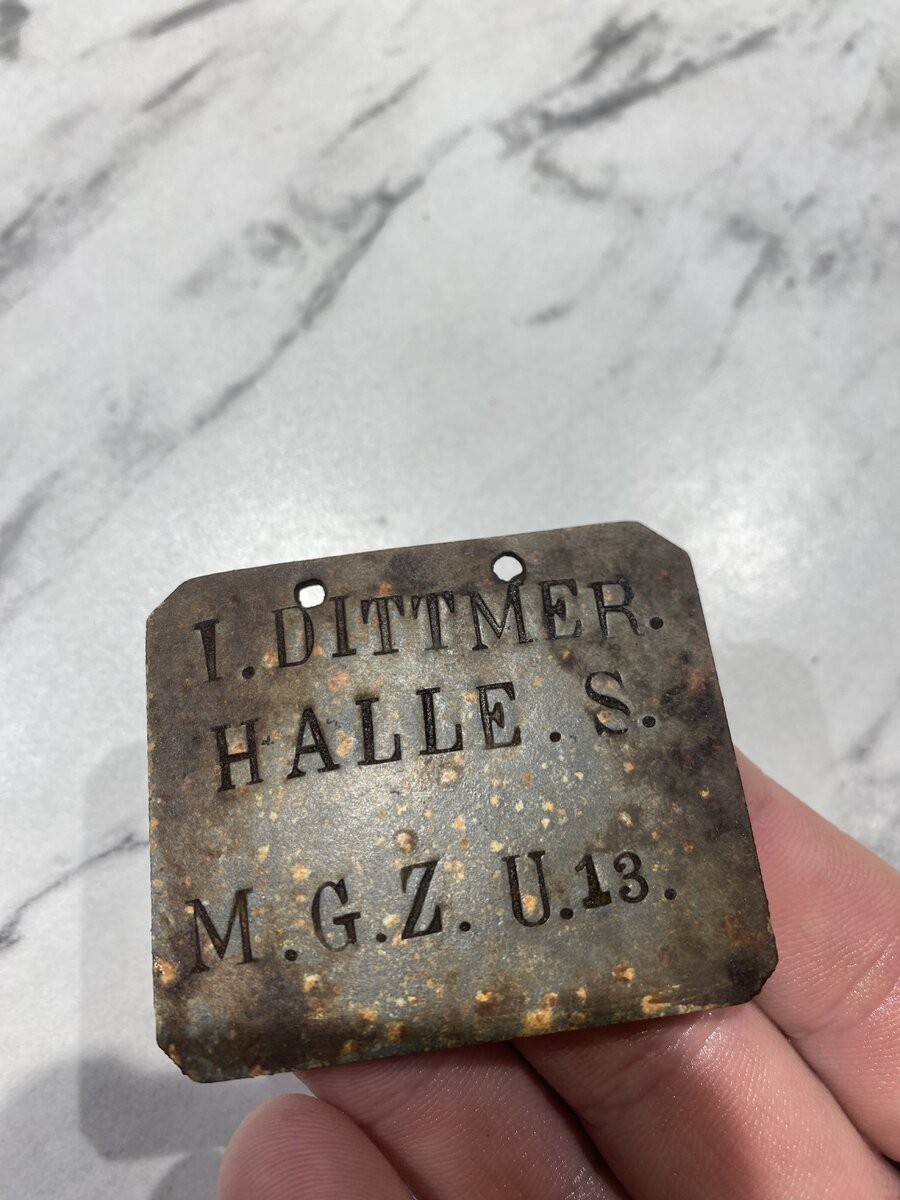 I.DITTMER.
HALLE.S.
M.G.Z. U.13.